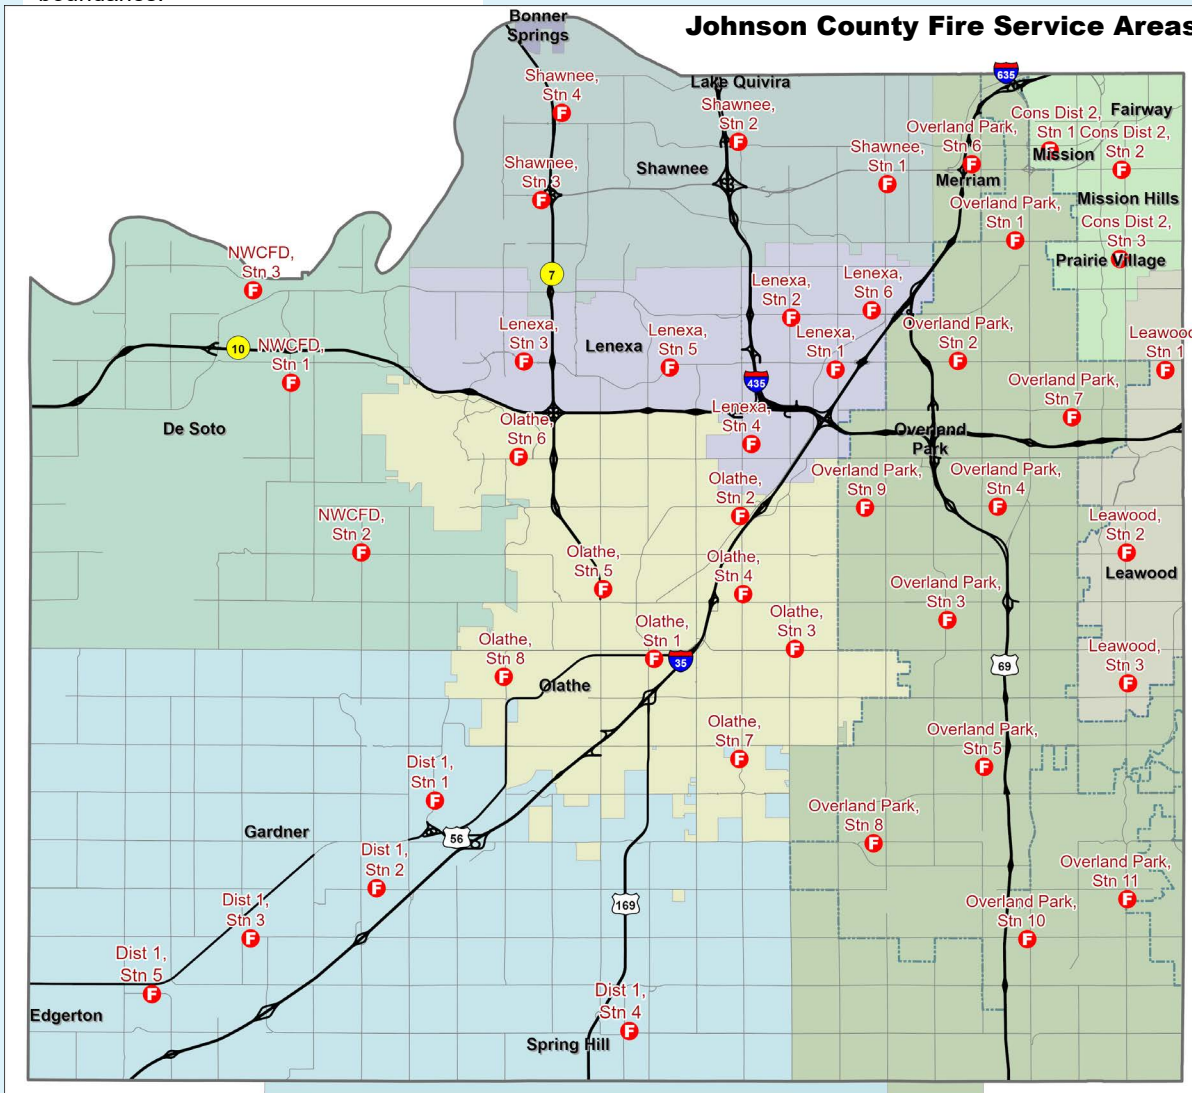 boundaries.
Johnson County Fire Service Areas
Bonner
Springs
635
Shawnee,
Stn 4
Lake Quivira
Shawnee,
Stn 2
Cons Dist 2,
Stn 1
Fairway
Overland Park,
Stn 6
Cons Dist 2,
Stn 2
Mission
Shawnee,
Stn 1
Shawnee
Shawnee,
Stn 3
Merriam
Mission Hills
Overland Park,
Stn 1
Cons Dist 2,
Stn 3
Prairie Village
NWCFD,
Stn 3
7
Lenexa,
Stn 2
Lenexa,
Stn 6
Lenexa,
Stn 3
Lenexa
Lenexa,
Stn 5
Lenexa,
Stn 1
Overland Park,
Stn 2
Leawood
Stn 1
10
NWCFD,
Stn 1
435
Overland Park,
Stn 7
De Soto
Olathe,
Stn 6
Lenexa,
Stn 4
Overland
Park
Overland Park,
Stn 9
Overland Park,
Stn 4
Olathe,
Stn 2
NWCFD,
Stn 2
Leawood,
Stn 2
Leawood
Olathe,
Stn 5
Olathe,
Stn 4
Overland Park,
Stn 3
Olathe,
Stn 3
Olathe,
Stn 1
35
Olathe,
Stn 8
Olathe
69
Leawood,
Stn 3
Olathe,
Stn 7
Overland Park,
Stn 5
Dist 1,
Stn 1
Gardner
56
Overland Park,
Stn 8
Dist 1,
Stn 2
Overland Park,
Stn 11
Dist 1,
Stn 3
169
Overland Park,
Stn 10
Dist 1,
Stn 5
Edgerton
Dist 1,
Stn 4
Spring Hill